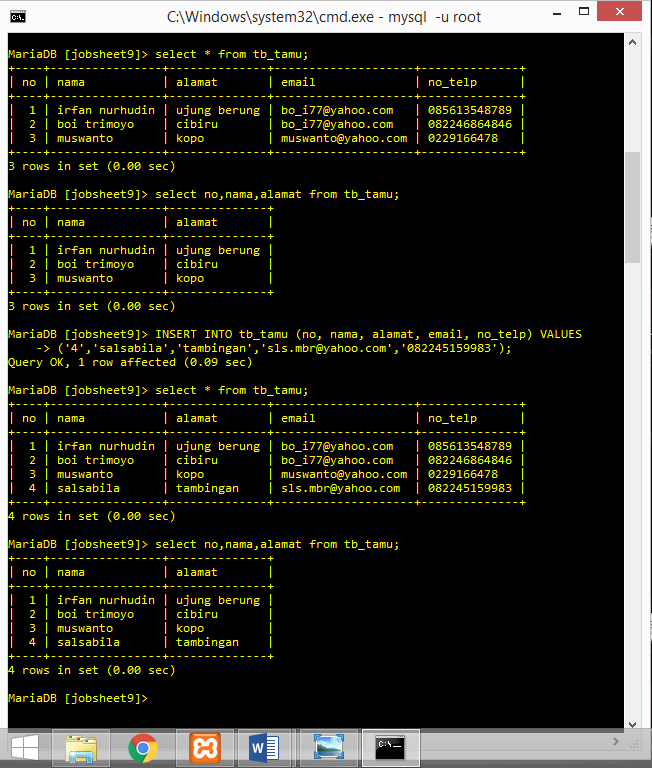 C:\Windows\system32\cmd.exe - mysql  -u root
MariaDB [jobsheet9]> select * from tb_tamu;
+----+----------------+--------------+--------------------+--------------+
| no | nama           | alamat       | email              | no_telp      |
+----+----------------+--------------+--------------------+--------------+
|  1 | irfan nurhudin | ujung berung | bo_i77@yahoo.com   | 085613548789 |
|  2 | boi trimoyo    | cibiru       | bo_i77@yahoo.com   | 082246864846 |
|  3 | muswanto       | kopo         | muswanto@yahoo.com | 0229166478   |
+----+----------------+--------------+--------------------+--------------+
3 rows in set (0.00 sec)
MariaDB [jobsheet9]> select no,nama,alamat from tb_tamu;
+----+----------------+--------------+
| no | nama           | alamat       |
+----+----------------+--------------+
|  1 | irfan nurhudin | ujung berung |
|  2 | boi trimoyo    | cibiru       |
|  3 | muswanto       | kopo         |
+----+----------------+--------------+
3 rows in set (0.00 sec)
MariaDB [jobsheet9]> INSERT INTO tb_tamu (no, nama, alamat, email, no_telp) VALUES
    -> ('4','salsabila','tambingan','sls.mbr@yahoo.com','082245159983');
Query OK, 1 row affected (0.09 sec)
MariaDB [jobsheet9]> select * from tb_tamu;
+----+----------------+--------------+--------------------+--------------+
| no | nama           | alamat       | email              | no_telp      |
+----+----------------+--------------+--------------------+--------------+
|  1 | irfan nurhudin | ujung berung | bo_i77@yahoo.com   | 085613548789 |
|  2 | boi trimoyo    | cibiru       | bo_i77@yahoo.com   | 082246864846 |
|  3 | muswanto       | kopo         | muswanto@yahoo.com | 0229166478   |
|  4 | salsabila      | tambingan    | sls.mbr@yahoo.com  | 082245159983 |
+----+----------------+--------------+--------------------+--------------+
4 rows in set (0.00 sec)
MariaDB [jobsheet9]> select no,nama,alamat from tb_tamu;
+----+----------------+--------------+
| no | nama           | alamat       |
+----+----------------+--------------+
|  1 | irfan nurhudin | ujung berung |
|  2 | boi trimoyo    | cibiru       |
|  3 | muswanto       | kopo         |
|  4 | salsabila      | tambingan    |
+----+----------------+--------------+
4 rows in set (0.00 sec)
MariaDB [jobsheet9]>